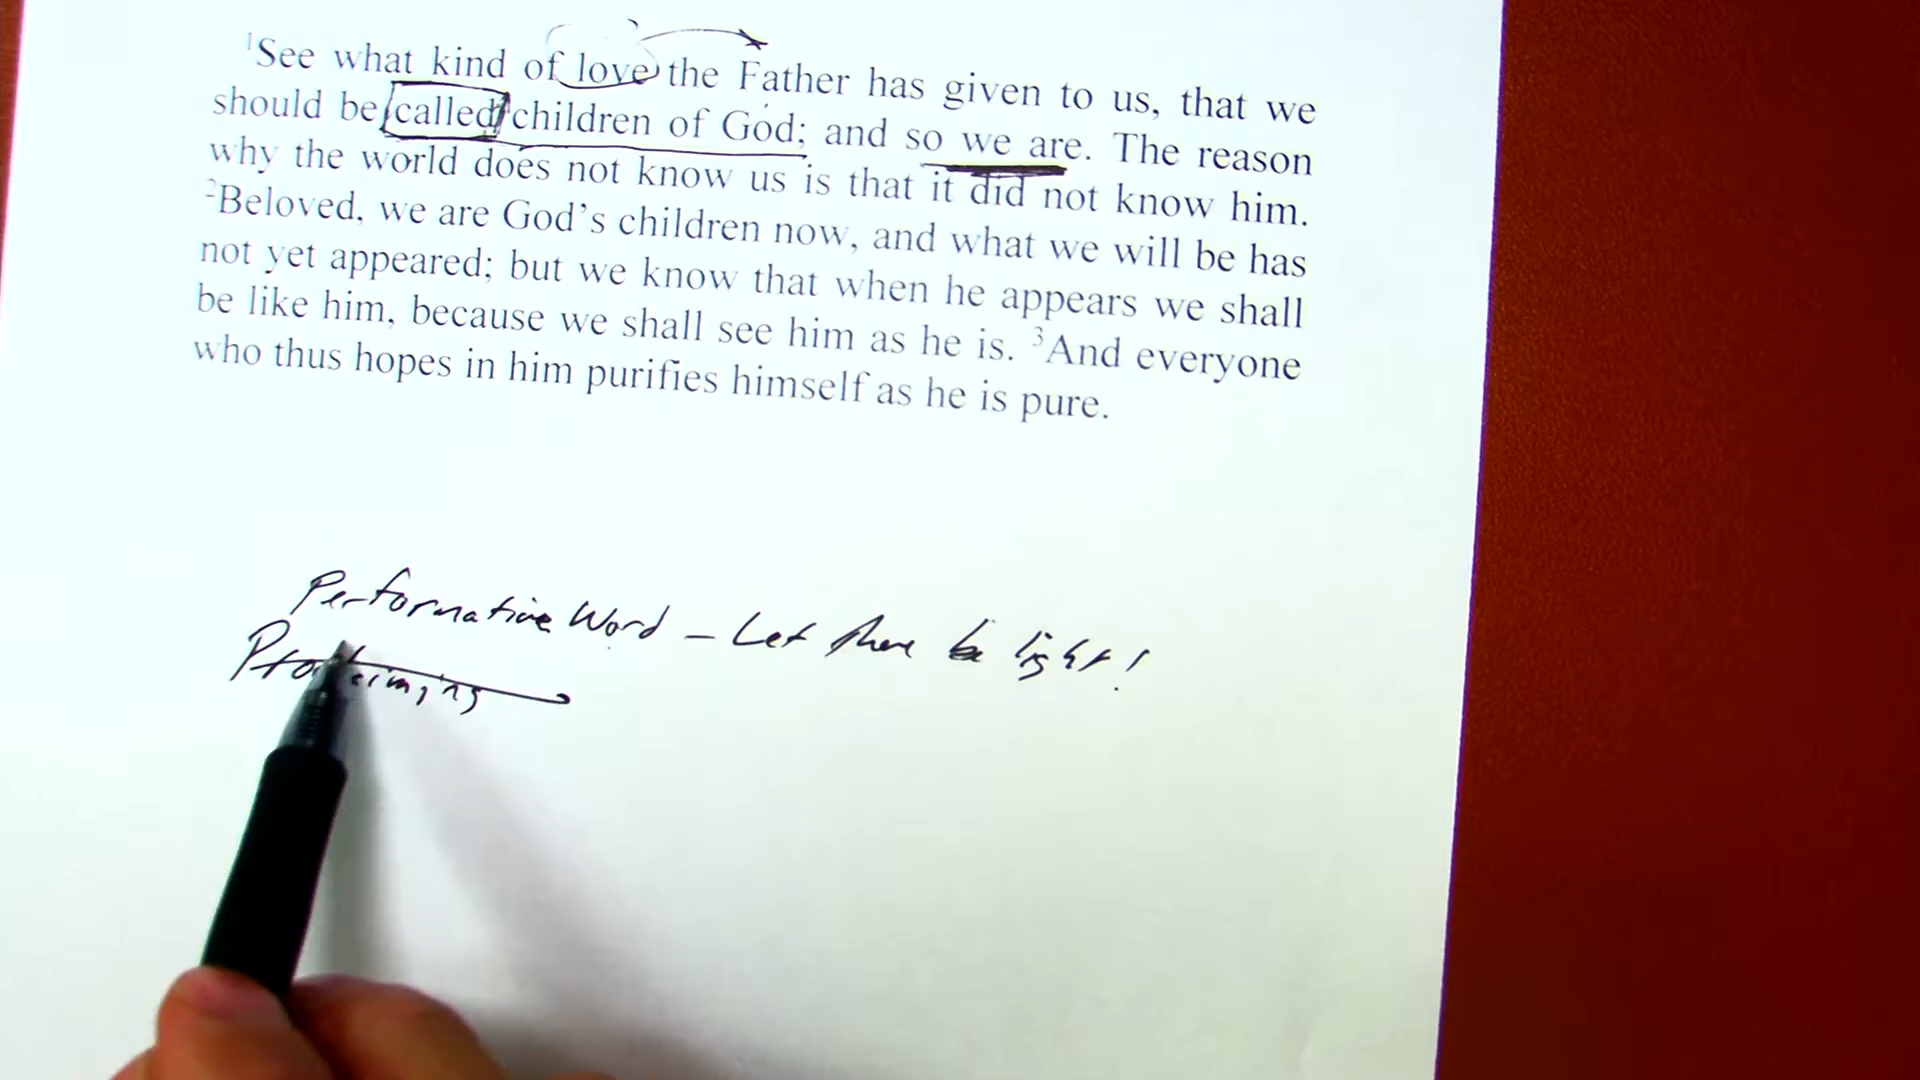 ¹See what kind of love the Father has given to us, that we
should be called children of God; and so we are. The reason
why the world does not know us is that it did not know him.
²Beloved, we are God’s children now, and what we will be has
not yet appeared; but we know that when he appears we shall
be like him, because we shall see him as he is. ³And everyone
who thus hopes in him purifies himself as he is pure.
Performative Word – Let there be light!